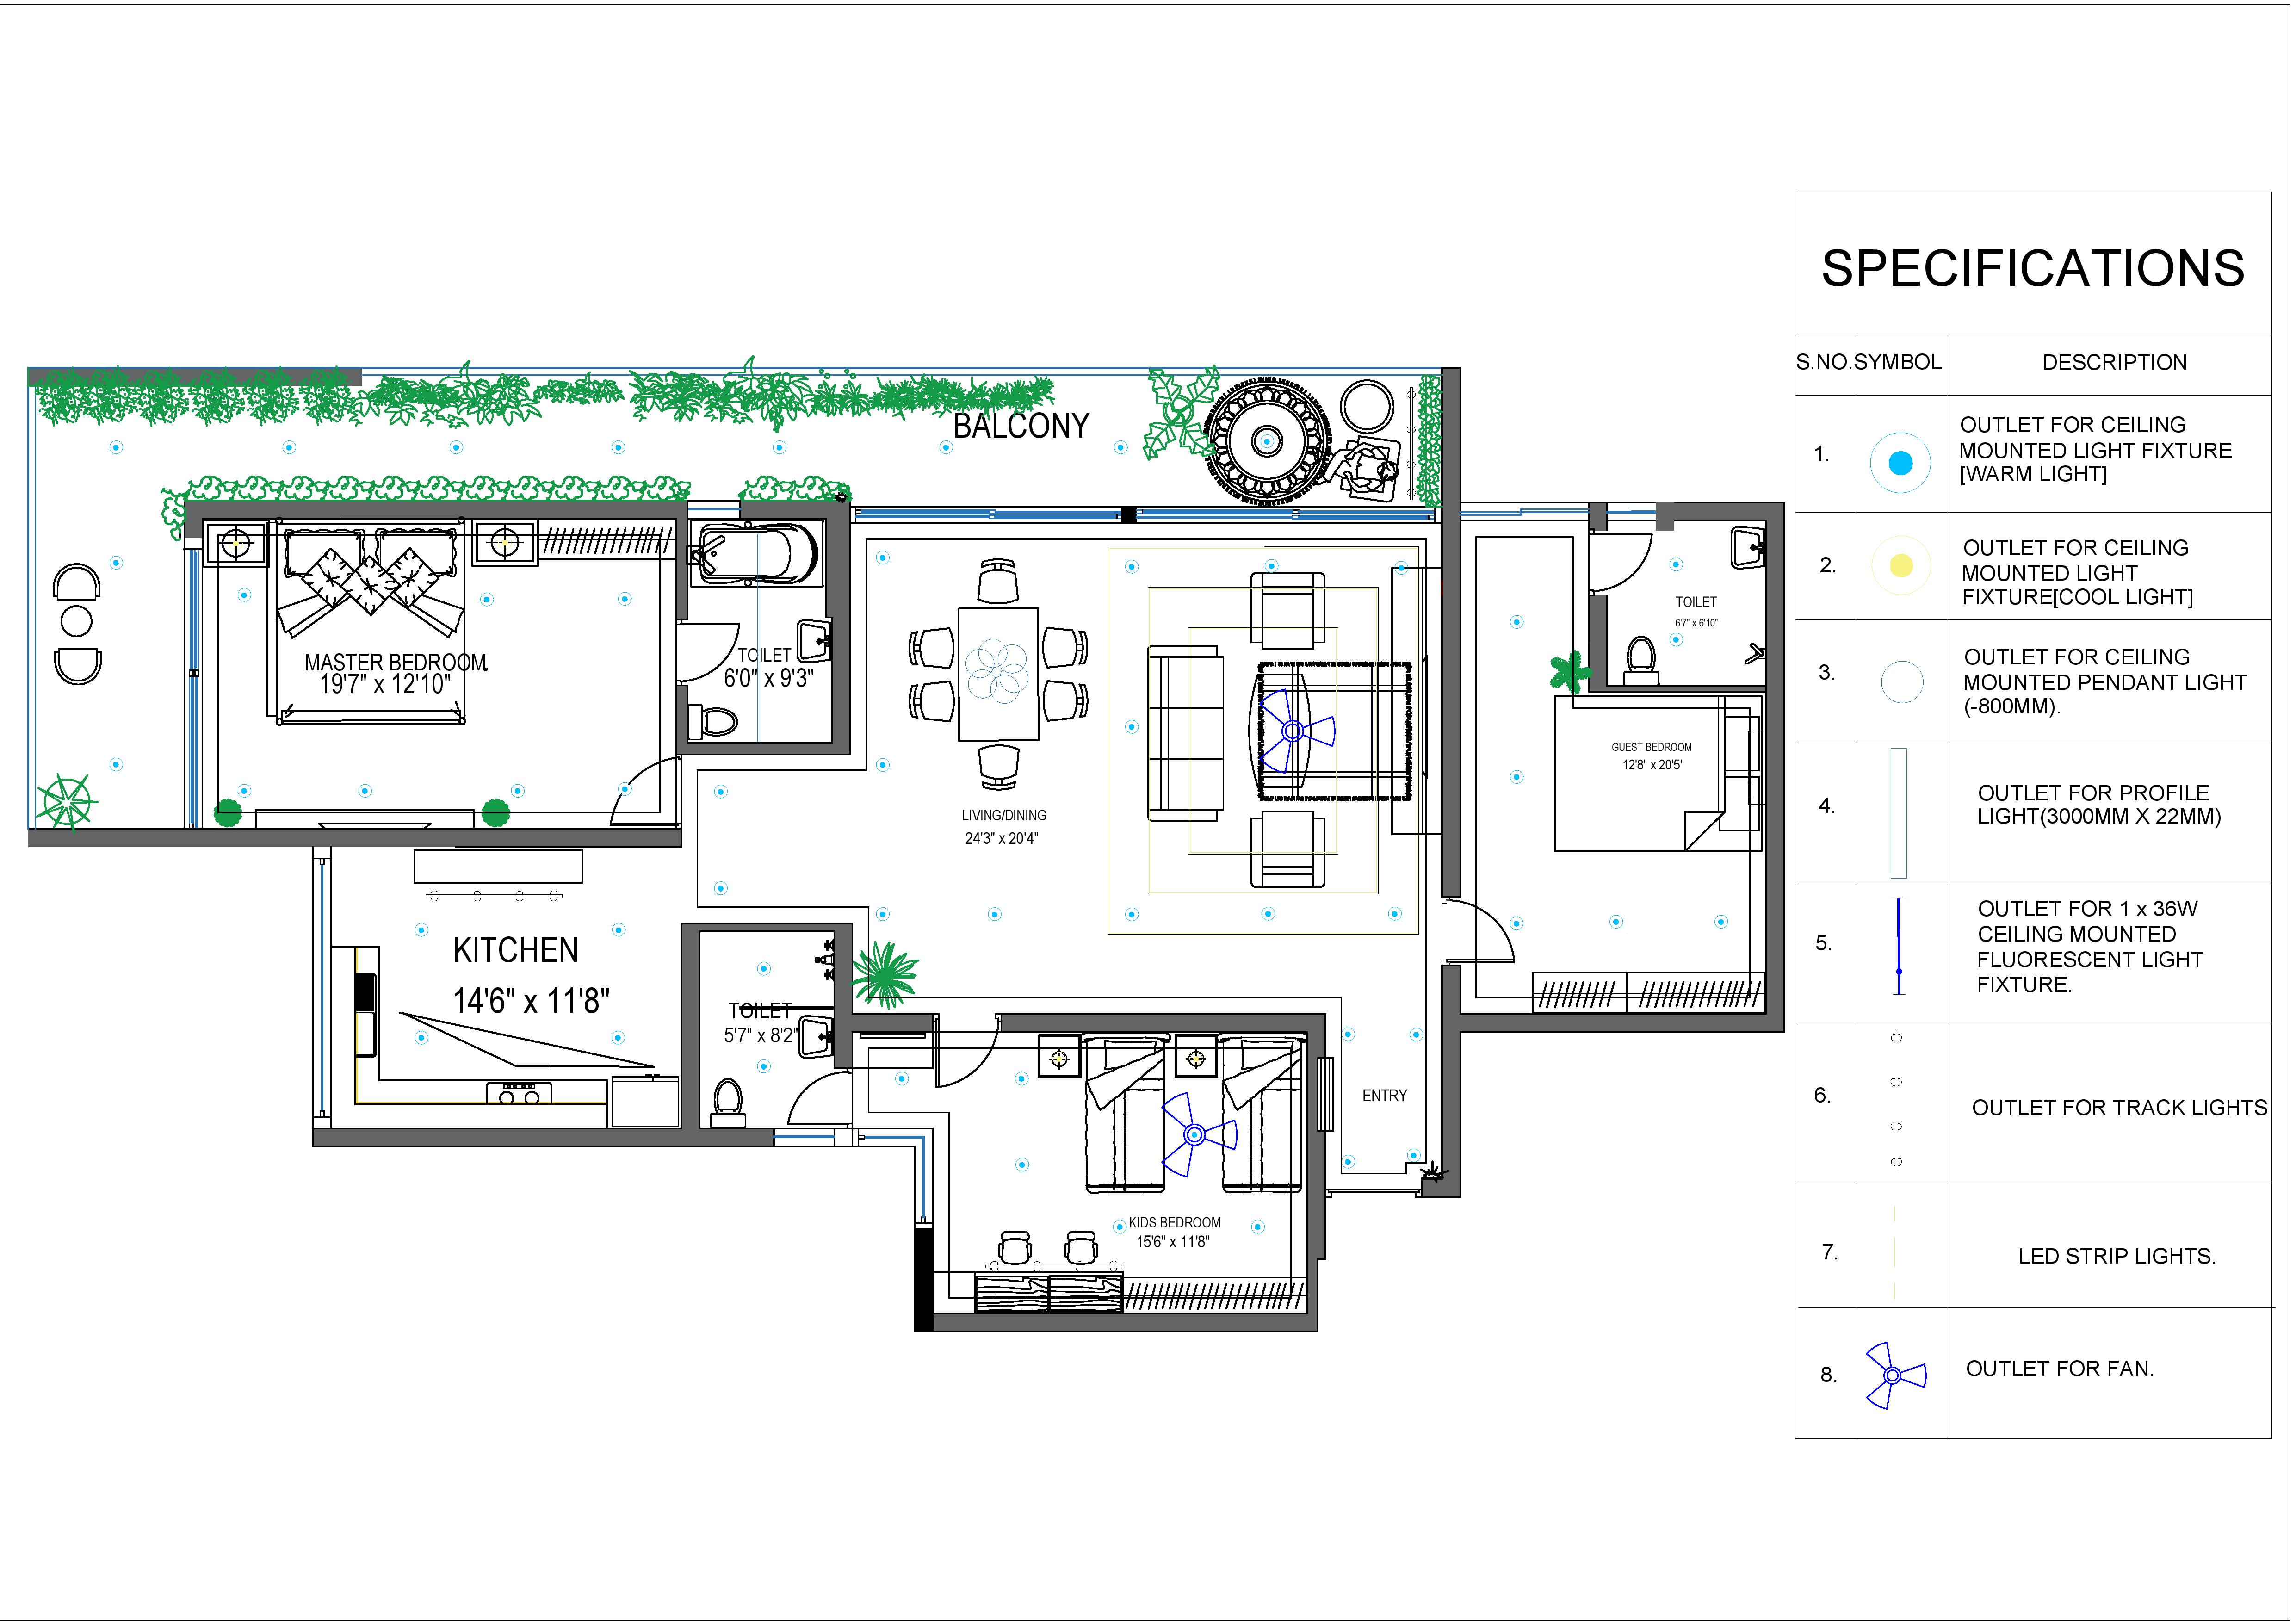 BALCONY
MASTER BEDROOM.
19'7" x 12'10"
TOILET
6'0" x 9'3"
LIVING/DINING
24'3" x 20'4"
TOILET
6'7" x 6'10"
GUEST BEDROOM
12'8" x 20'5"
KITCHEN
14'6" x 11'8"
TOILET
5'7" x 8'2"
ENTRY
KIDS BEDROOM
15'6" x 11'8"
SPECIFICATIONS
S.NO. SYMBOL DESCRIPTION
1. OUTLET FOR CEILING
MOUNTED LIGHT FIXTURE
[WARM LIGHT]
2. OUTLET FOR CEILING
MOUNTED LIGHT
FIXTURE[COOL LIGHT]
3. OUTLET FOR CEILING
MOUNTED PENDANT LIGHT
(-800MM).
4. OUTLET FOR PROFILE
LIGHT(3000MM X 22MM)
5. OUTLET FOR 1 x 36W
CEILING MOUNTED
FLUORESCENT LIGHT
FIXTURE.
6. OUTLET FOR TRACK LIGHTS
7. LED STRIP LIGHTS.
8. OUTLET FOR FAN.